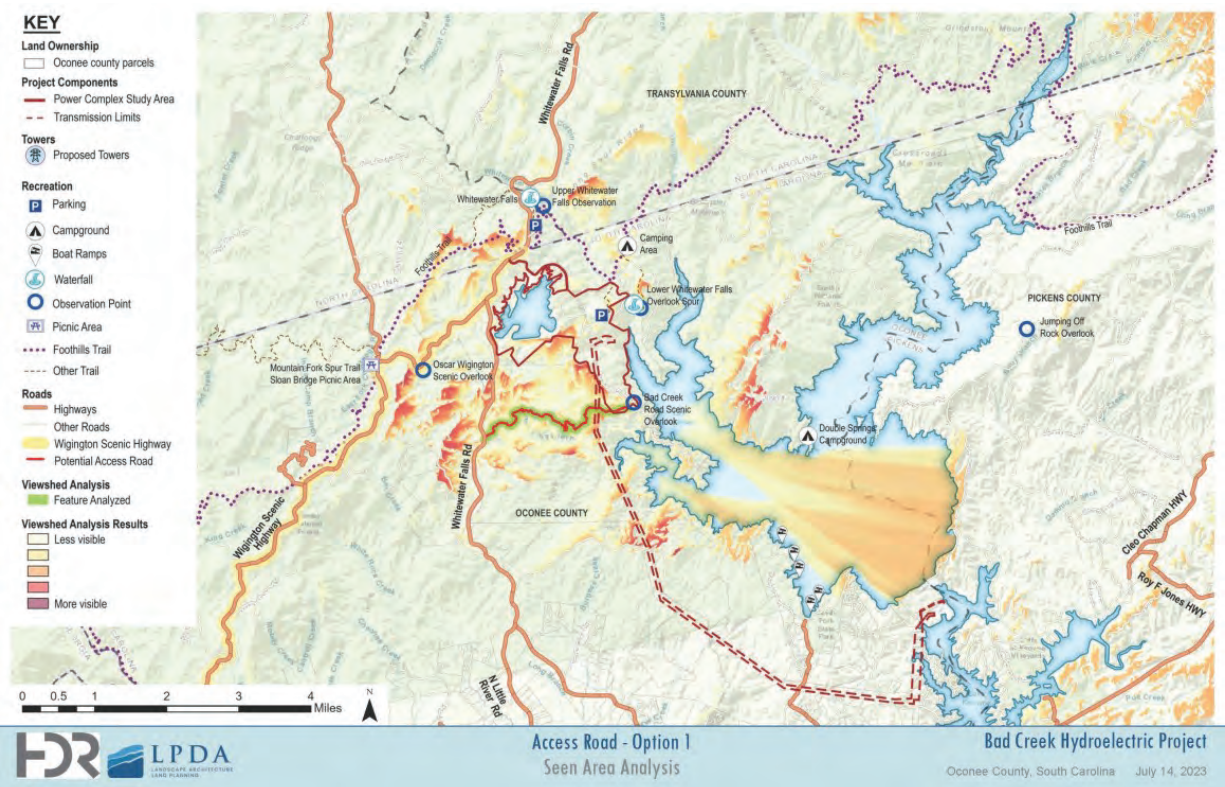 KEY
Land Ownership
Oconee county parcels
Project Components
Power Complex Study Area
Transmission Limits
Towers
Proposed Towers
Recreation
Parking
Campground
Boat Ramps
Waterfall
Observation Point
Picnic Area
Foothills Trail
Other Trail
Roads
Highways
Other Roads
Wigington Scenic Highway
Potential Access Road
Viewshed Analysis
Feature Analyzed
Viewshed Analysis Results
Less visible
More visible
0 0.5 1 2 3 4
Miles
N
Whitewater Falls Rd
TRANSYLVANIA COUNTY
NORTH CAROLINA
Whitewater Falls
Upper Whitewater
Falls Observation
P
Foothills Trail
Camping
Area
Foothills Trail
NORTH CAROLINA
Lower Whitewater Falls
Overlook Spur
P
PICKENS COUNTY
Jumping Off
Rock Overlook
OCONEE
PICKENS
Mountain Fork Spur Trail
Sloan Bridge Picnic Area
Oscar Wigington
Scenic Overlook
Bad Creek
Road Scenic
Overlook
Double Springs
Campground
Whitewater Falls Rd
OCONEE COUNTY
Wigington Scenic
Highway
Cleo Chapman HWY
Roy F Jones HWY
N Little
River Rd
HDR
LPDA
LANDSCAPE ARCHITECTURE
LAND PLANNING
Access Road - Option 1
Seen Area Analysis
Bad Creek Hydroelectric Project
Oconee County, South Carolina July 14, 2023